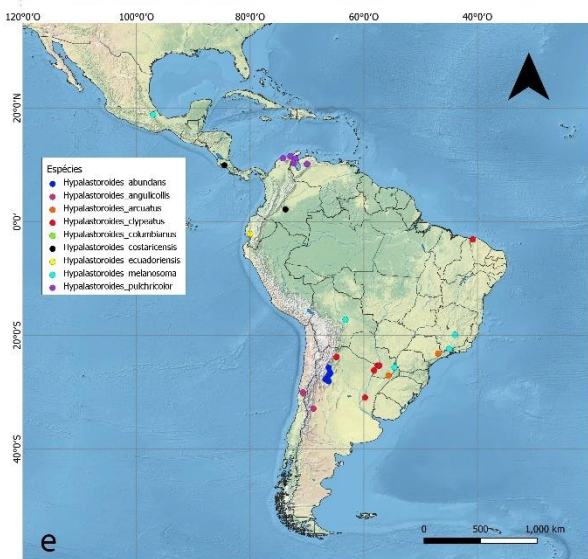 120°0'W 100°0'W 80°0'W 60°0'W 40°0'W
20°0'N
0°0'
20°0'S
40°0'S
Espécies
Hypalastoroides_abundans
Hypalastoroides_angulicollis
Hypalastoroides_arcuatus
Hypalastoroides_clypeatus
Hypalastoroides_columbianus
Hypalastoroides_costaricensis
Hypalastoroides_ecuadoriensis
Hypalastoroides_melanosoma
Hypalastoroides_pulchricolor
e
0 500 1,000 km